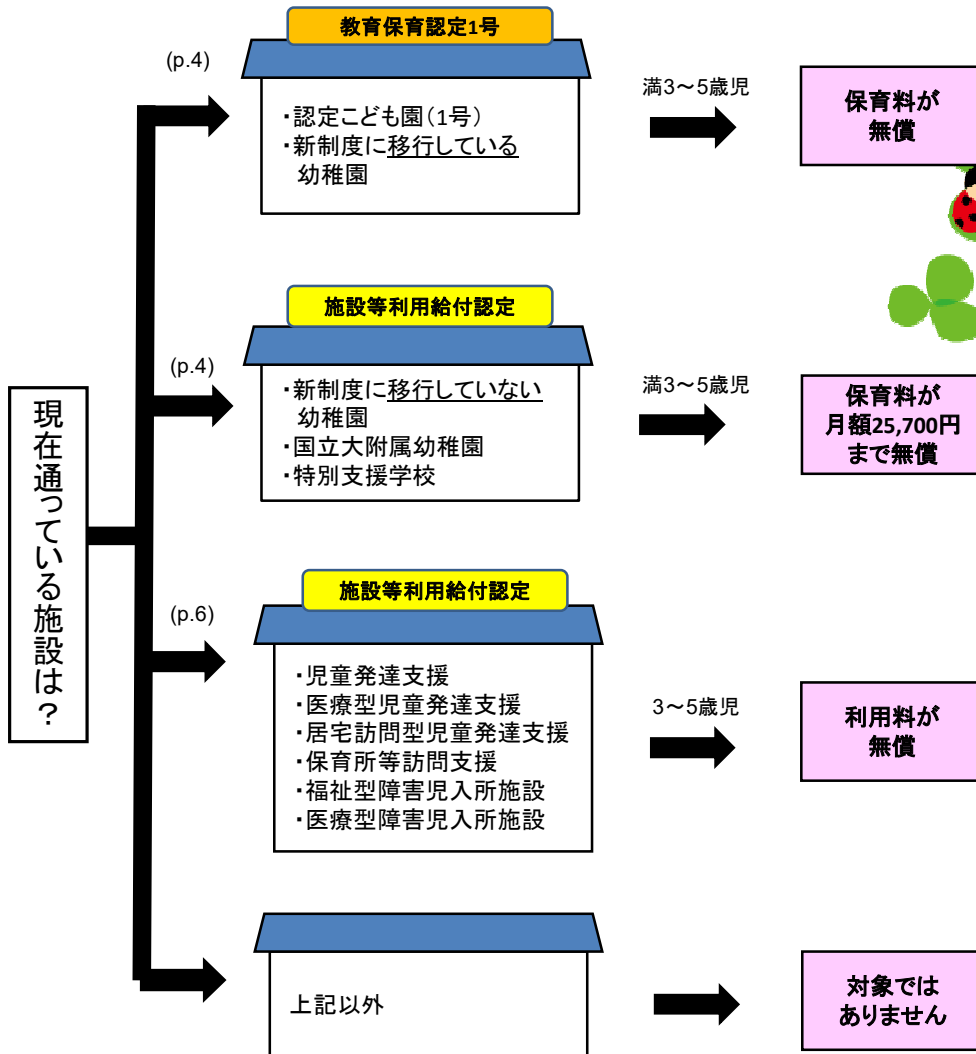 現在通っている施設は？
(p.4)
教育保育認定1号
・認定こども園（1号）
・新制度に移行している
幼稚園
満3～5歳児
保育料が
無償
(p.4)
施設等利用給付認定
・新制度に移行していない
幼稚園
・国立大附属幼稚園
・特別支援学校
満3～5歳児
保育料が
月額25,700円
まで無償
(p.6)
施設等利用給付認定
・児童発達支援
・医療型児童発達支援
・居宅訪問型児童発達支援
・保育所等訪問支援
・福祉型障害児入所施設
・医療型障害児入所施設
3～5歳児
利用料が
無償
上記以外
対象では
ありません